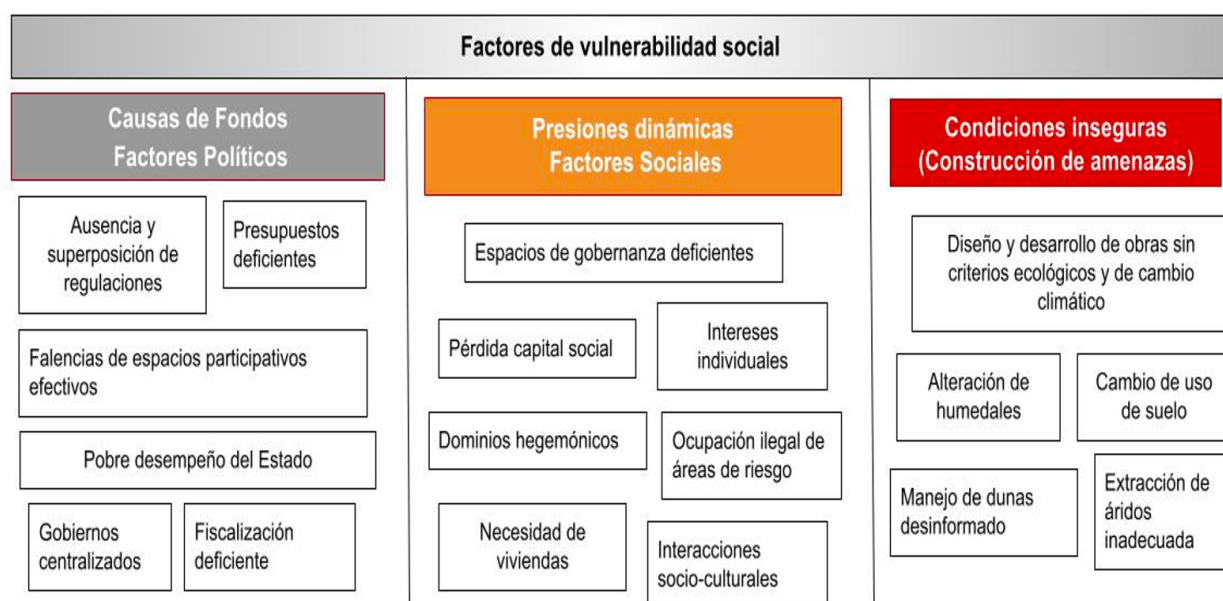 Factores de vulnerabilidad social
Causas de Fondos
Factores Políticos
Ausencia y
superposición de
regulaciones
Presupuestos
deficientes
Falencias de espacios participativos
efectivos
Pobre desempeño del Estado
Gobiernos
centralizados
Fiscalización
deficiente
Presiones dinámicas
Factores Sociales
Espacios de gobernanza deficientes
Pérdida capital social
Intereses
individuales
Dominios hegemónicos
Ocupación ilegal de
áreas de riesgo
Necesidad de
viviendas
Interacciones
socio-culturales
Condiciones inseguras
(Construcción de amenazas)
Diseño y desarrollo de obras sin
criterios ecológicos y de cambio
climático
Alteración de
humedales
Cambio de uso
de suelo
Manejo de dunas
desinformado
Extracción de
áridos
inadecuada